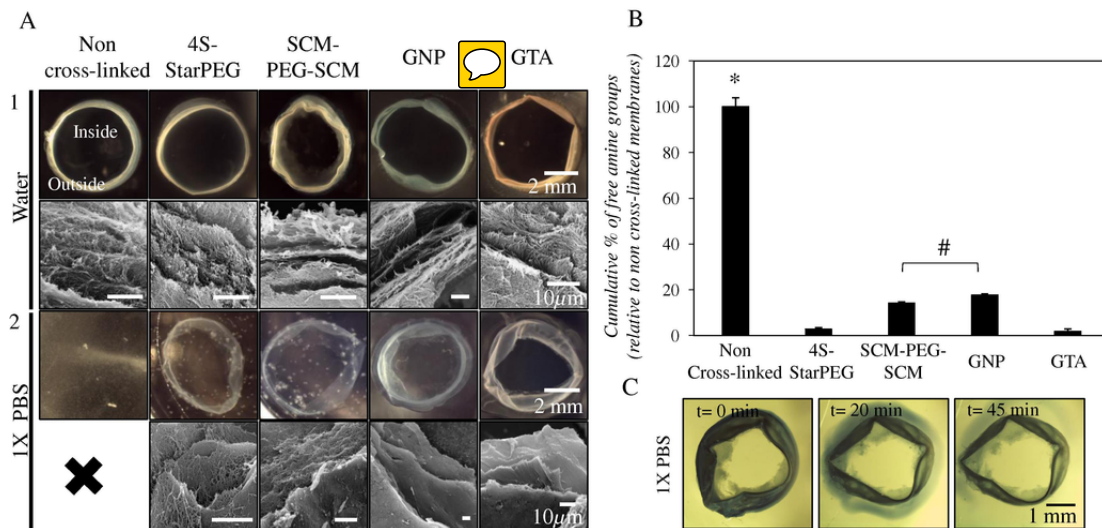 A
Non
cross-linked
4S-
StarPEG
SCM-
PEG-SCM
GNP
GTA
1
Water
Inside
Outside
2 mm
10μm
2
1X PBS
2 mm
10μm
B
Cumulative % of free amine groups
(relative to non cross-linked membranes)
120
100
80
60
40
20
0
*
#
Non
Cross-linked
4S-
StarPEG
SCM-PEG-
SCM
GNP
GTA
C
1X PBS
t= 0 min
t= 20 min
t= 45 min
1 mm